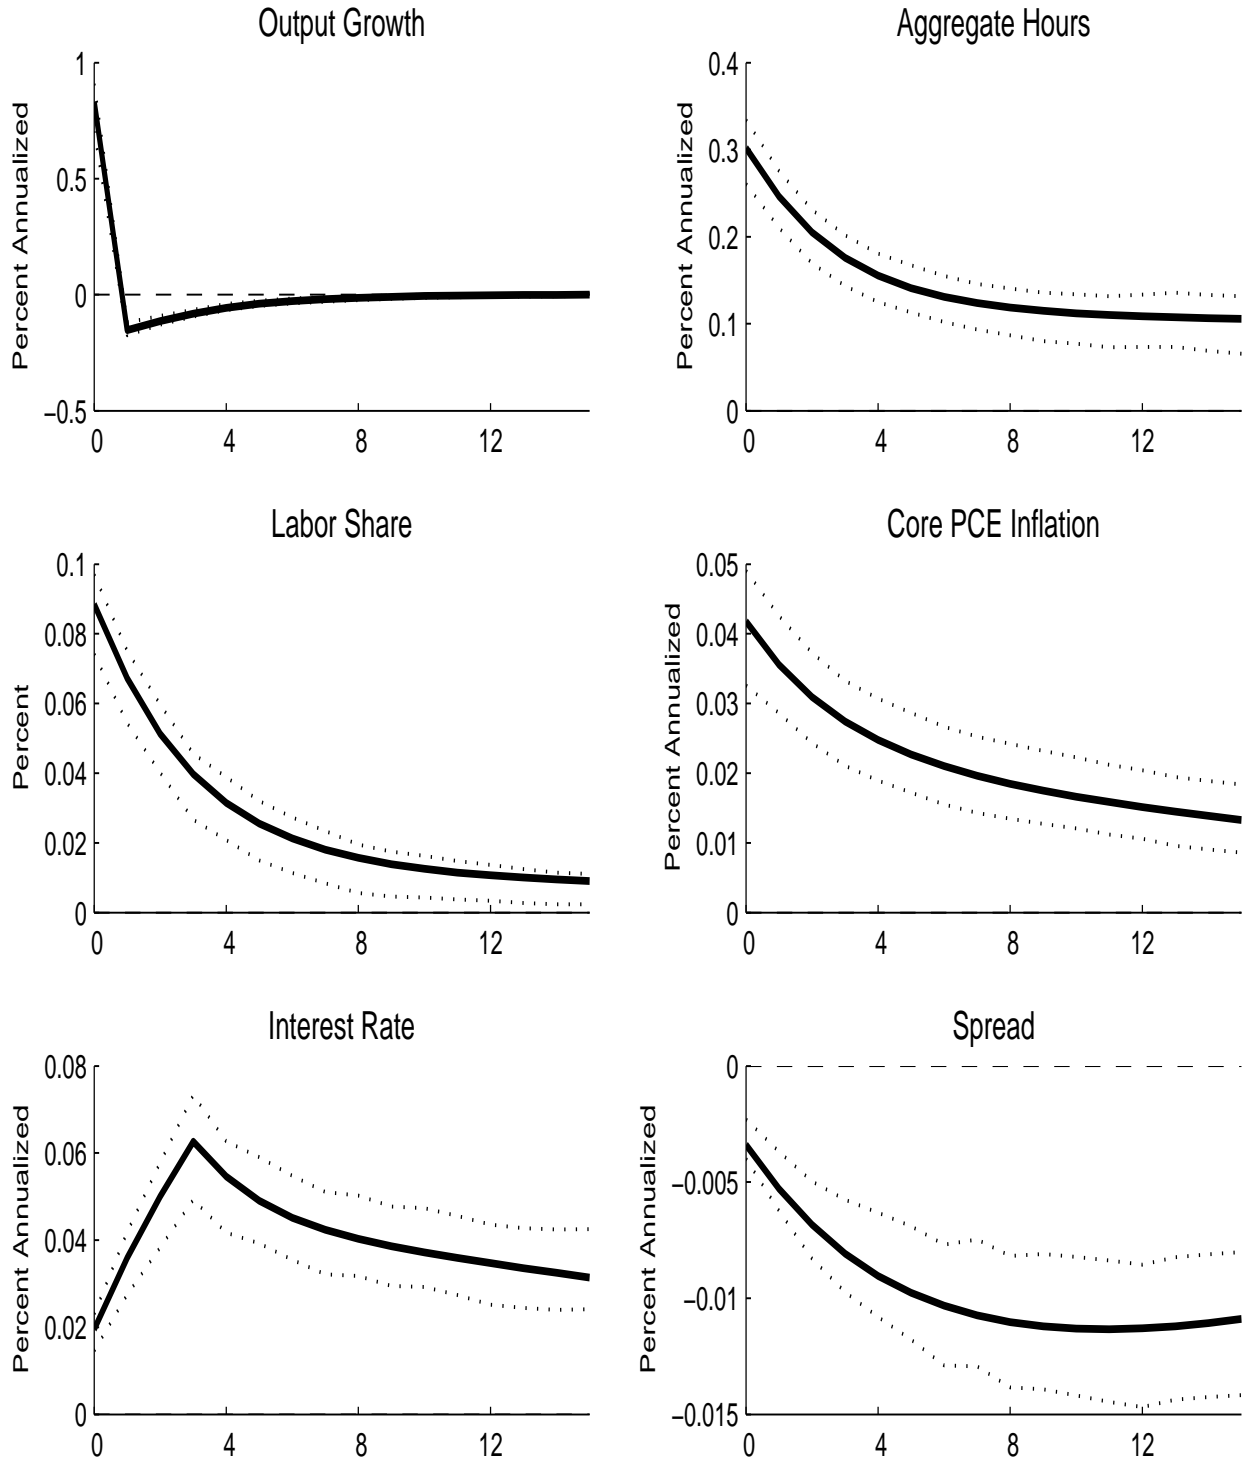 Output Growth
Percent Annualized
1
0.5
0
−0.5
0 4 8 12
Aggregate Hours
Percent Annualized
0.4
0.3
0.2
0.1
0
0 4 8 12
Labor Share
Percent
0.1
0.08
0.06
0.04
0.02
0
0 4 8 12
Core PCE Inflation
Percent Annualized
0.05
0.04
0.03
0.02
0.01
0
0 4 8 12
Interest Rate
Percent Annualized
0.08
0.06
0.04
0.02
0
0 4 8 12
Spread
Percent Annualized
0
−0.005
−0.01
−0.015
0 4 8 12